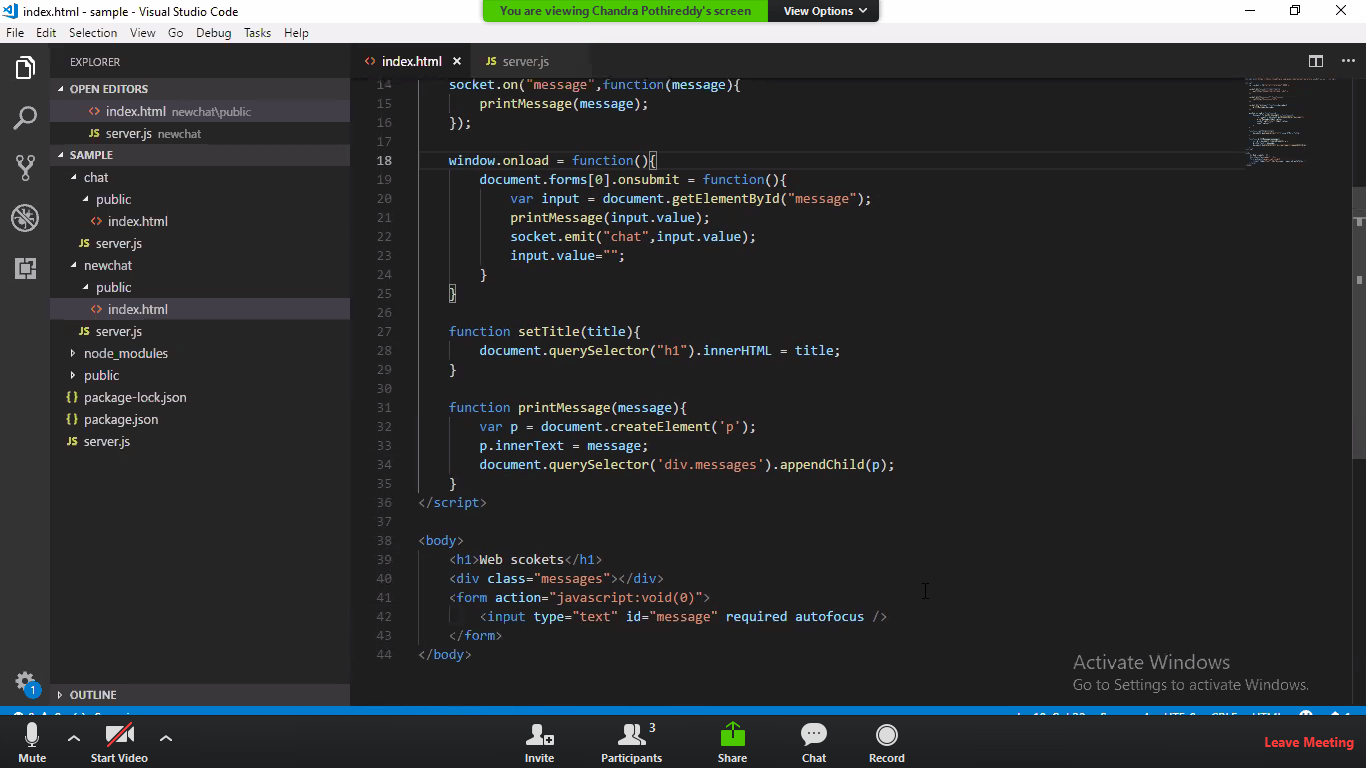 index.html - sample - Visual Studio Code
You are viewing Chandra Pothireddy's screen
View Options
File Edit Selection View Go Debug Tasks Help
EXPLORER
OPEN EDITORS
<> index.html newchat\public
JS server.js newchat
SAMPLE
chat
public
<> index.html
JS server.js
newchat
public
<> index.html
JS server.js
node_modules
public
{} package-lock.json
{} package.json
JS server.js
OUTLINE
1
<> index.html
JS server.js
14 socket.on("message",function(message){
15 printMessage(message);
16 });
17
18 window.onload = function(){
19 document.forms[0].onsubmit = function(){
20 var input = document.getElementById("message");
21 printMessage(input.value);
22 socket.emit("chat",input.value);
23 input.value="";
24 }
25 }
26
27 function setTitle(title){
28 document.querySelector("h1").innerHTML = title;
29 }
30
31 function printMessage(message){
32 var p = document.createElement('p');
33 p.innerText = message;
34 document.querySelector('div.messages').appendChild(p);
35 }
36 </script>
37
38 <body>
39 <h1>Web scokets</h1>
40 <div class="messages"></div>
41 <form action="javascript:void(0)">
42 <input type="text" id="message" required autofocus />
43 </form>
44 </body>
Activate Windows
Go to Settings to activate Windows.
Mute
Start Video
Invite
3
Participants
Share
Chat
Record
Leave Meeting